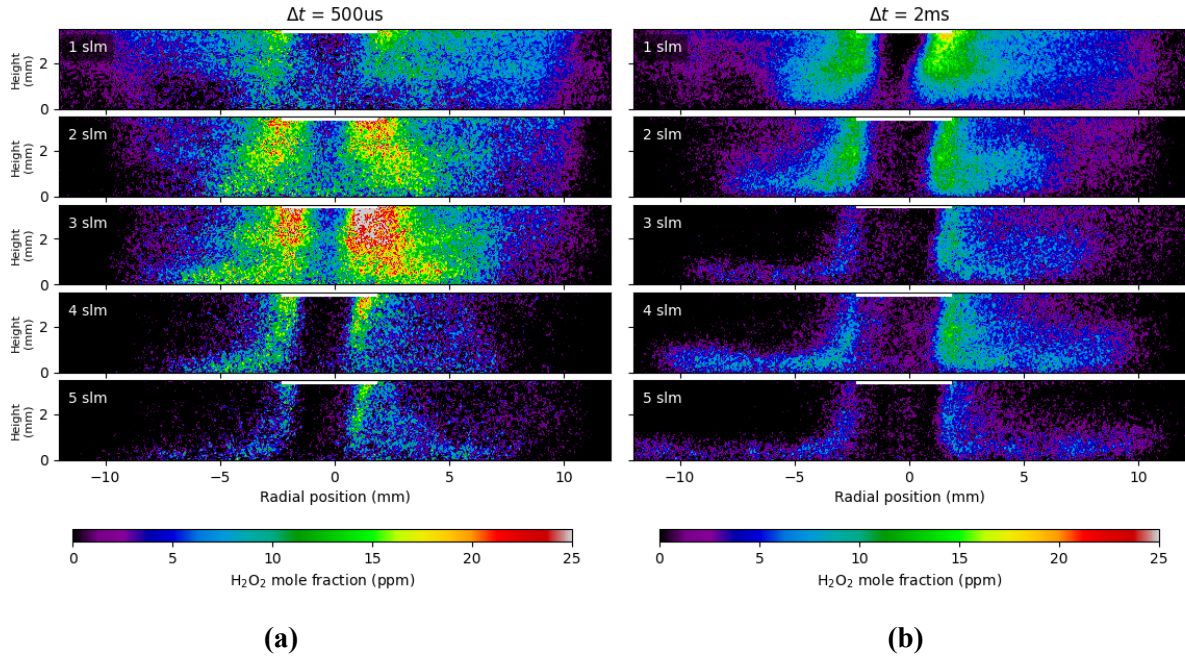 Δt = 500us
Δt = 2ms
1 slm
2 slm
3 slm
4 slm
5 slm
Height
(mm)
2
0
Height
(mm)
2
0
Height
(mm)
2
0
Height
(mm)
2
0
Height
(mm)
2
0
−10 −5 0 5 10
Radial position (mm)
0 5 10 15 20 25
H₂O₂ mole fraction (ppm)
(a)
1 slm
2 slm
3 slm
4 slm
5 slm
−10 −5 0 5 10
Radial position (mm)
0 5 10 15 20 25
H₂O₂ mole fraction (ppm)
(b)